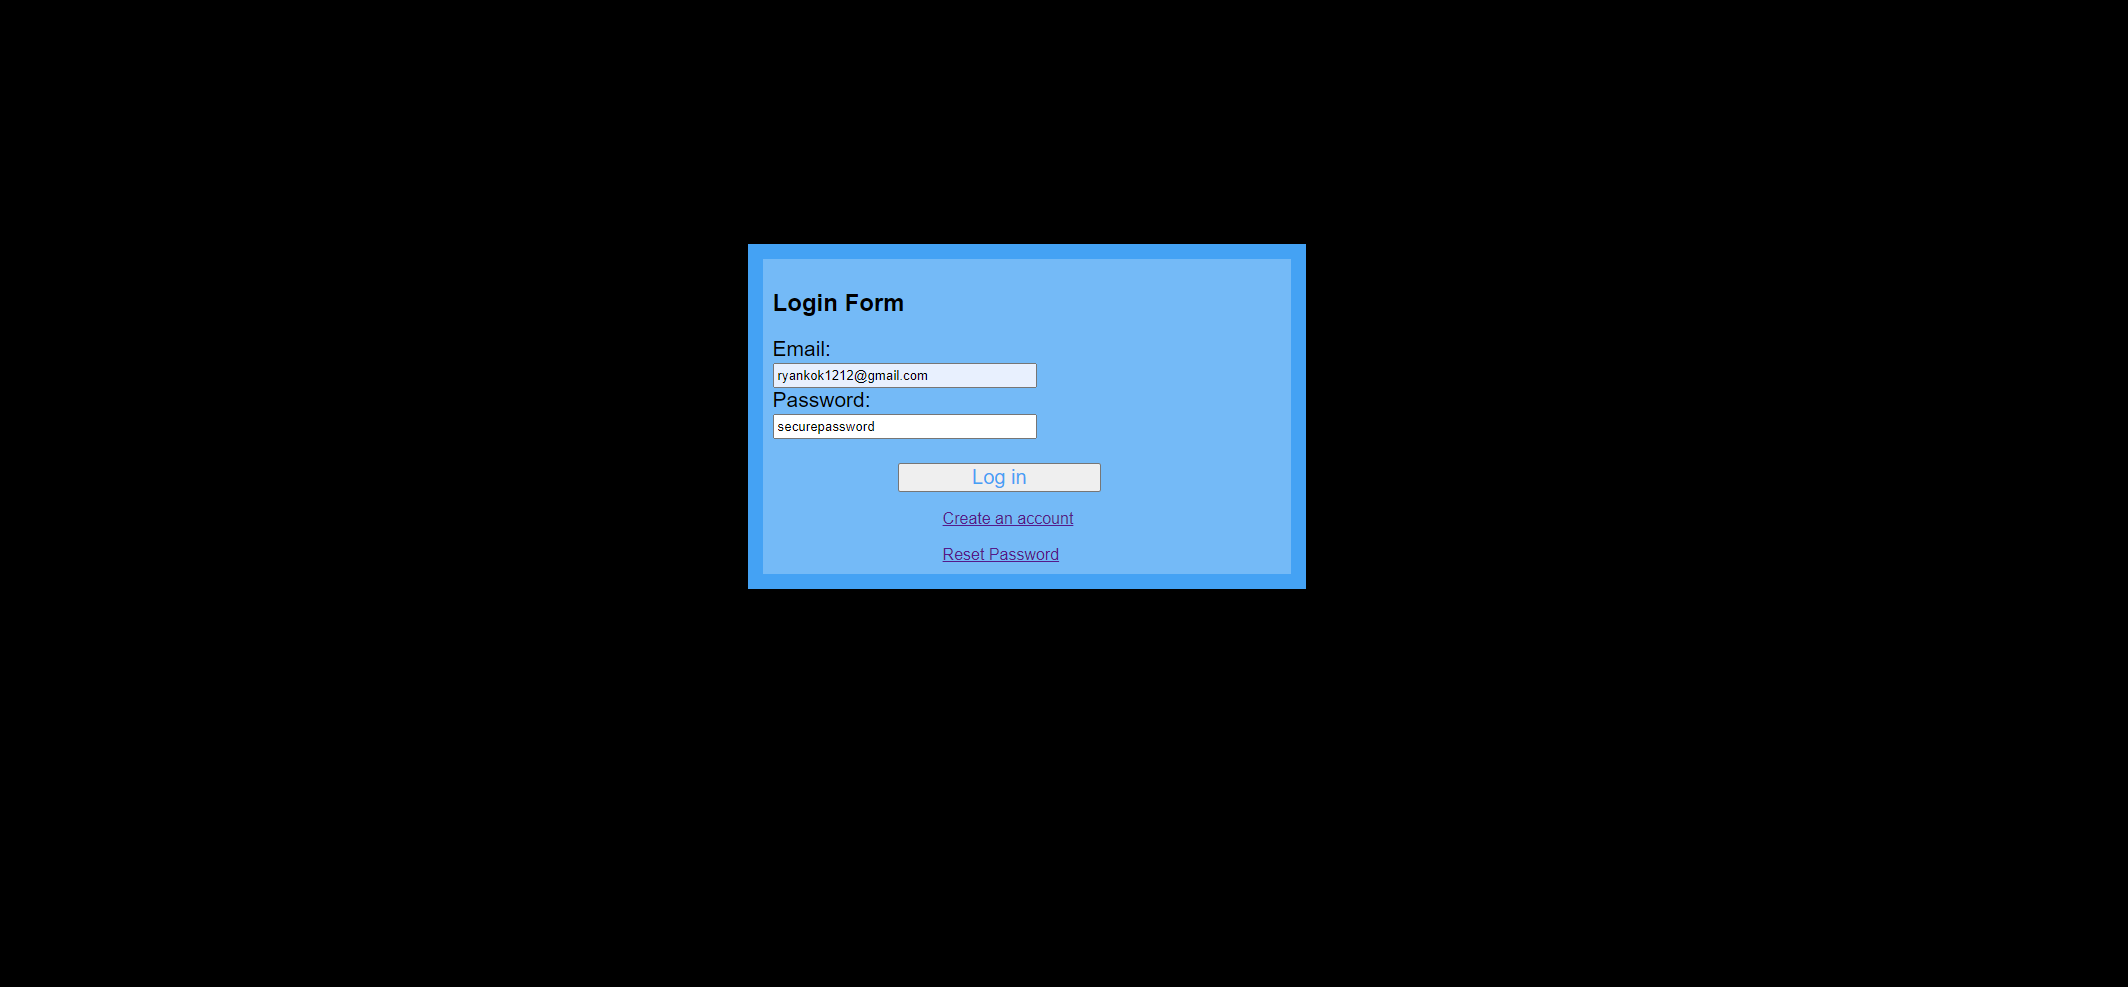 Login Form
Email:
ryankok1212@gmail.com
Password:
securepassword
Log in
Create an account
Reset Password